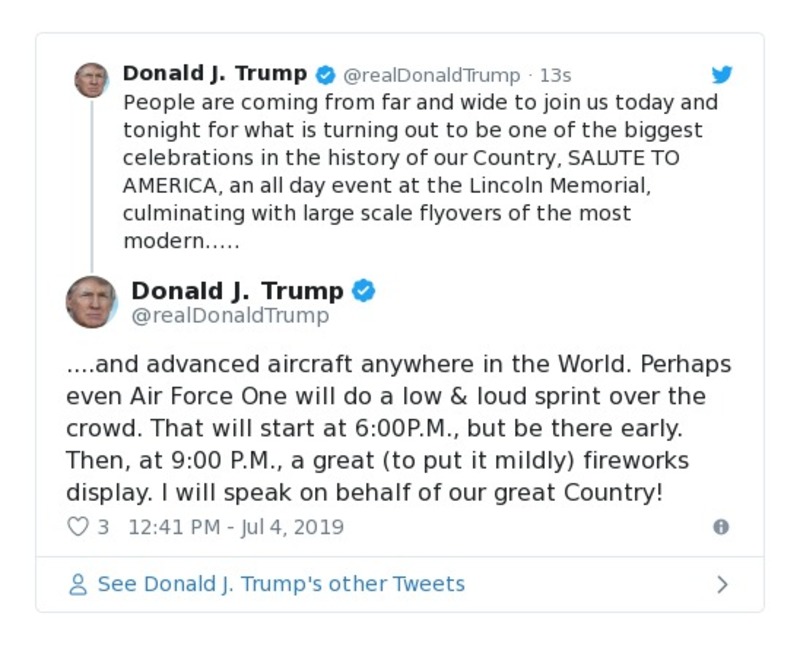 Donald J. Trump @realDonaldTrump · 13s
People are coming from far and wide to join us today and
tonight for what is turning out to be one of the biggest
celebrations in the history of our Country, SALUTE TO
AMERICA, an all day event at the Lincoln Memorial,
culminating with large scale flyovers of the most
modern.....
Donald J. Trump
@realDonaldTrump
....and advanced aircraft anywhere in the World. Perhaps
even Air Force One will do a low & loud sprint over the
crowd. That will start at 6:00P.M., but be there early.
Then, at 9:00 P.M., a great (to put it mildly) fireworks
display. I will speak on behalf of our great Country!
3 12:41 PM - Jul 4, 2019
See Donald J. Trump's other Tweets